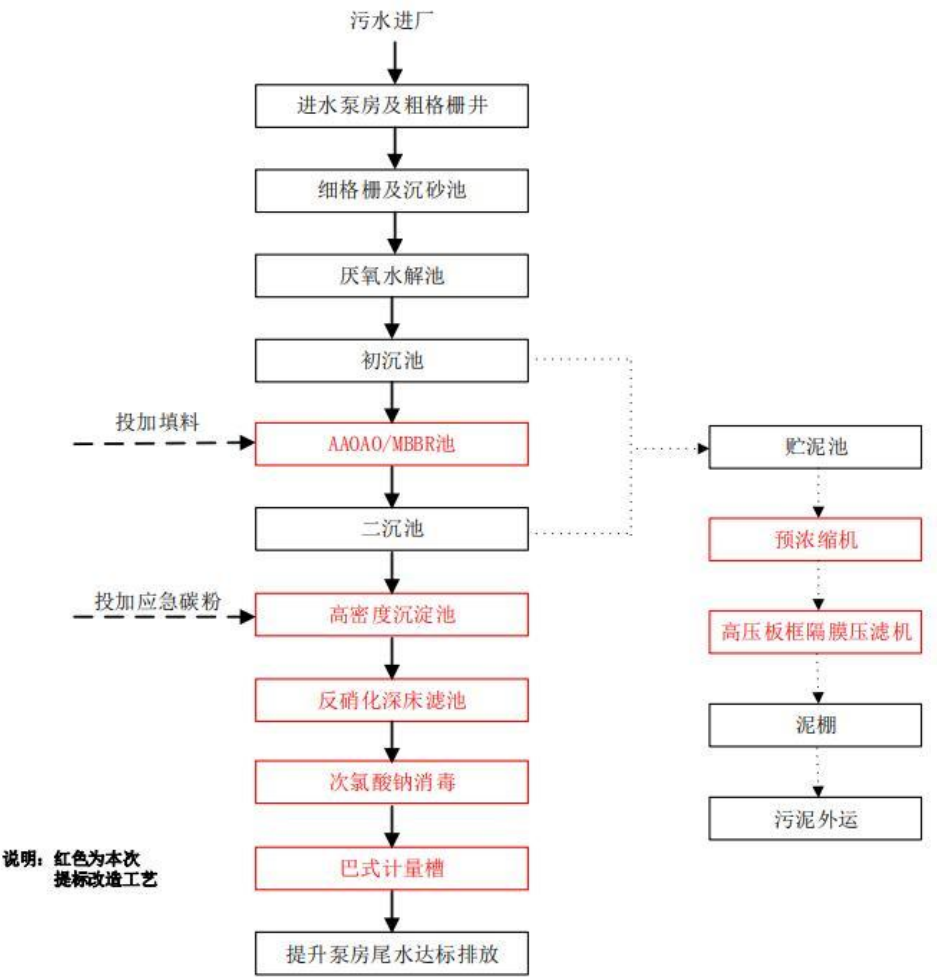 污水进厂
进水泵房及粗格栅井
细格栅及沉砂池
厌氧水解池
初沉池
投加填料
AAOAO/MBBR池
二沉池
投加应急碳粉
高密度沉淀池
反硝化深床滤池
次氯酸钠消毒
巴式计量槽
提升泵房尾水达标排放
贮泥池
预浓缩机
高压板框隔膜压滤机
泥棚
污泥外运
说明：红色为本次
提标改造工艺